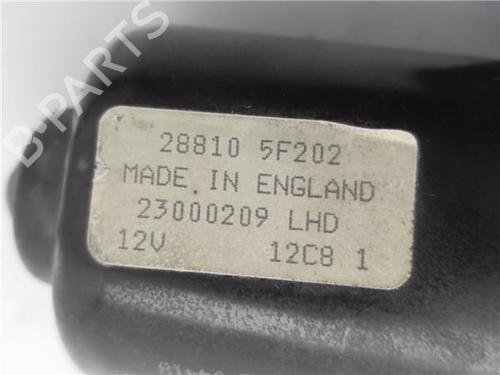 B-PARTS
28810 5F202
MADE IN ENGLAND
23000209 LHD
12V 12C8 1